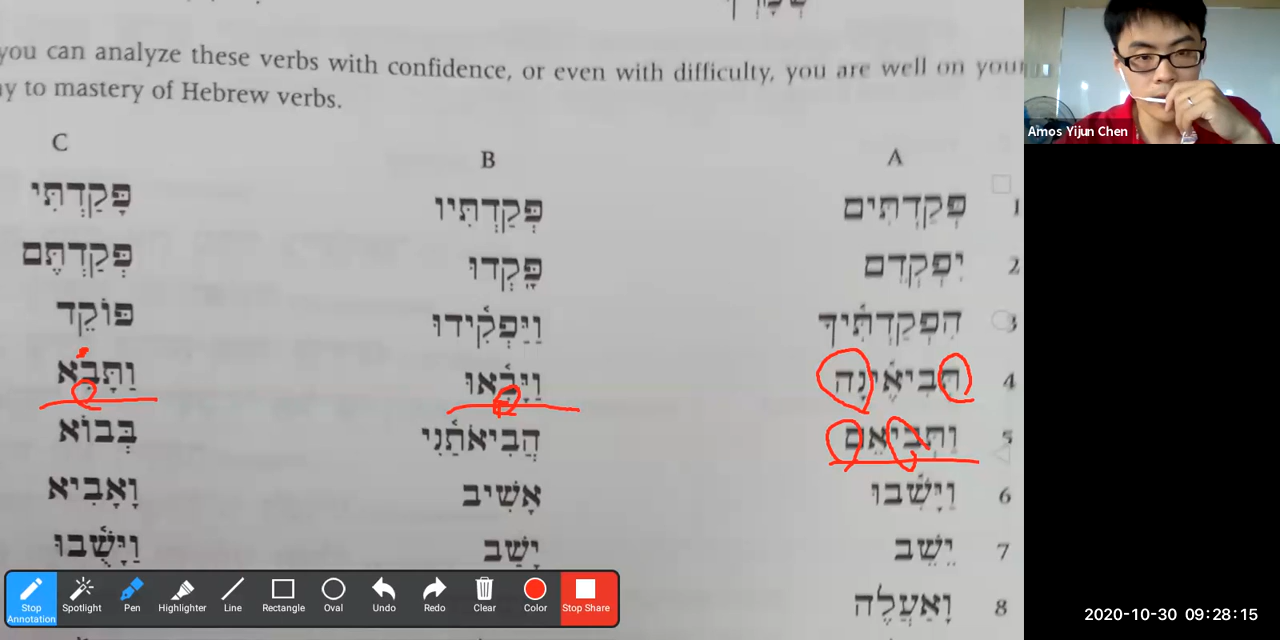 you can analyze these verbs with confidence, or even with difficulty, you are well on your
to mastery of Hebrew verbs.
A B C
1 פְּקַדְתִּים פְּקַדְתִּיו פָּקַדְתִּי
2 יִפְקְדֵם פָּקְדוּ פְּקַדְתֶּם
3 הִפְקַדְתִּיךָ וַיַּפְקִידוּ פּוֹקֵד
4 תְּבִיאֶינָה וַיָּבֹאוּ וַתָּבֹא
5 וַתְּבִיאֵם הֲבִיאֹתַנִי בְּבוֹא
6 וַיֵּשְׁבוּ אָשִׁיב וָאָבִיא
7 יֵשֵׁב יָשַׁב וַיָּשֻׁבוּ
8 וָאַעֲלֶה
Amos Yijun Chen
Stop Annotation
Spotlight
Pen
Highlighter
Line
Rectangle
Oval
Undo
Redo
Clear
Color
Stop Share
2020-10-30 09:28:15